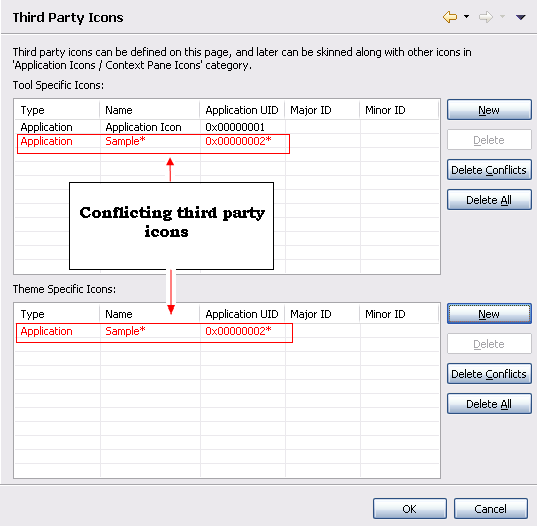 Third Party Icons
Third party icons can be defined on this page, and later can be skinned along with other icons in
'Application Icons / Context Pane Icons' category.
Tool Specific Icons:
Type Name Application UID Major ID Minor ID
Application Application Icon 0x00000001
Application Sample* 0x00000002*
New
Delete
Delete Conflicts
Delete All
Conflicting third party
icons
Theme Specific Icons:
Type Name Application UID Major ID Minor ID
Application Sample* 0x00000002*
New
Delete
Delete Conflicts
Delete All
OK Cancel